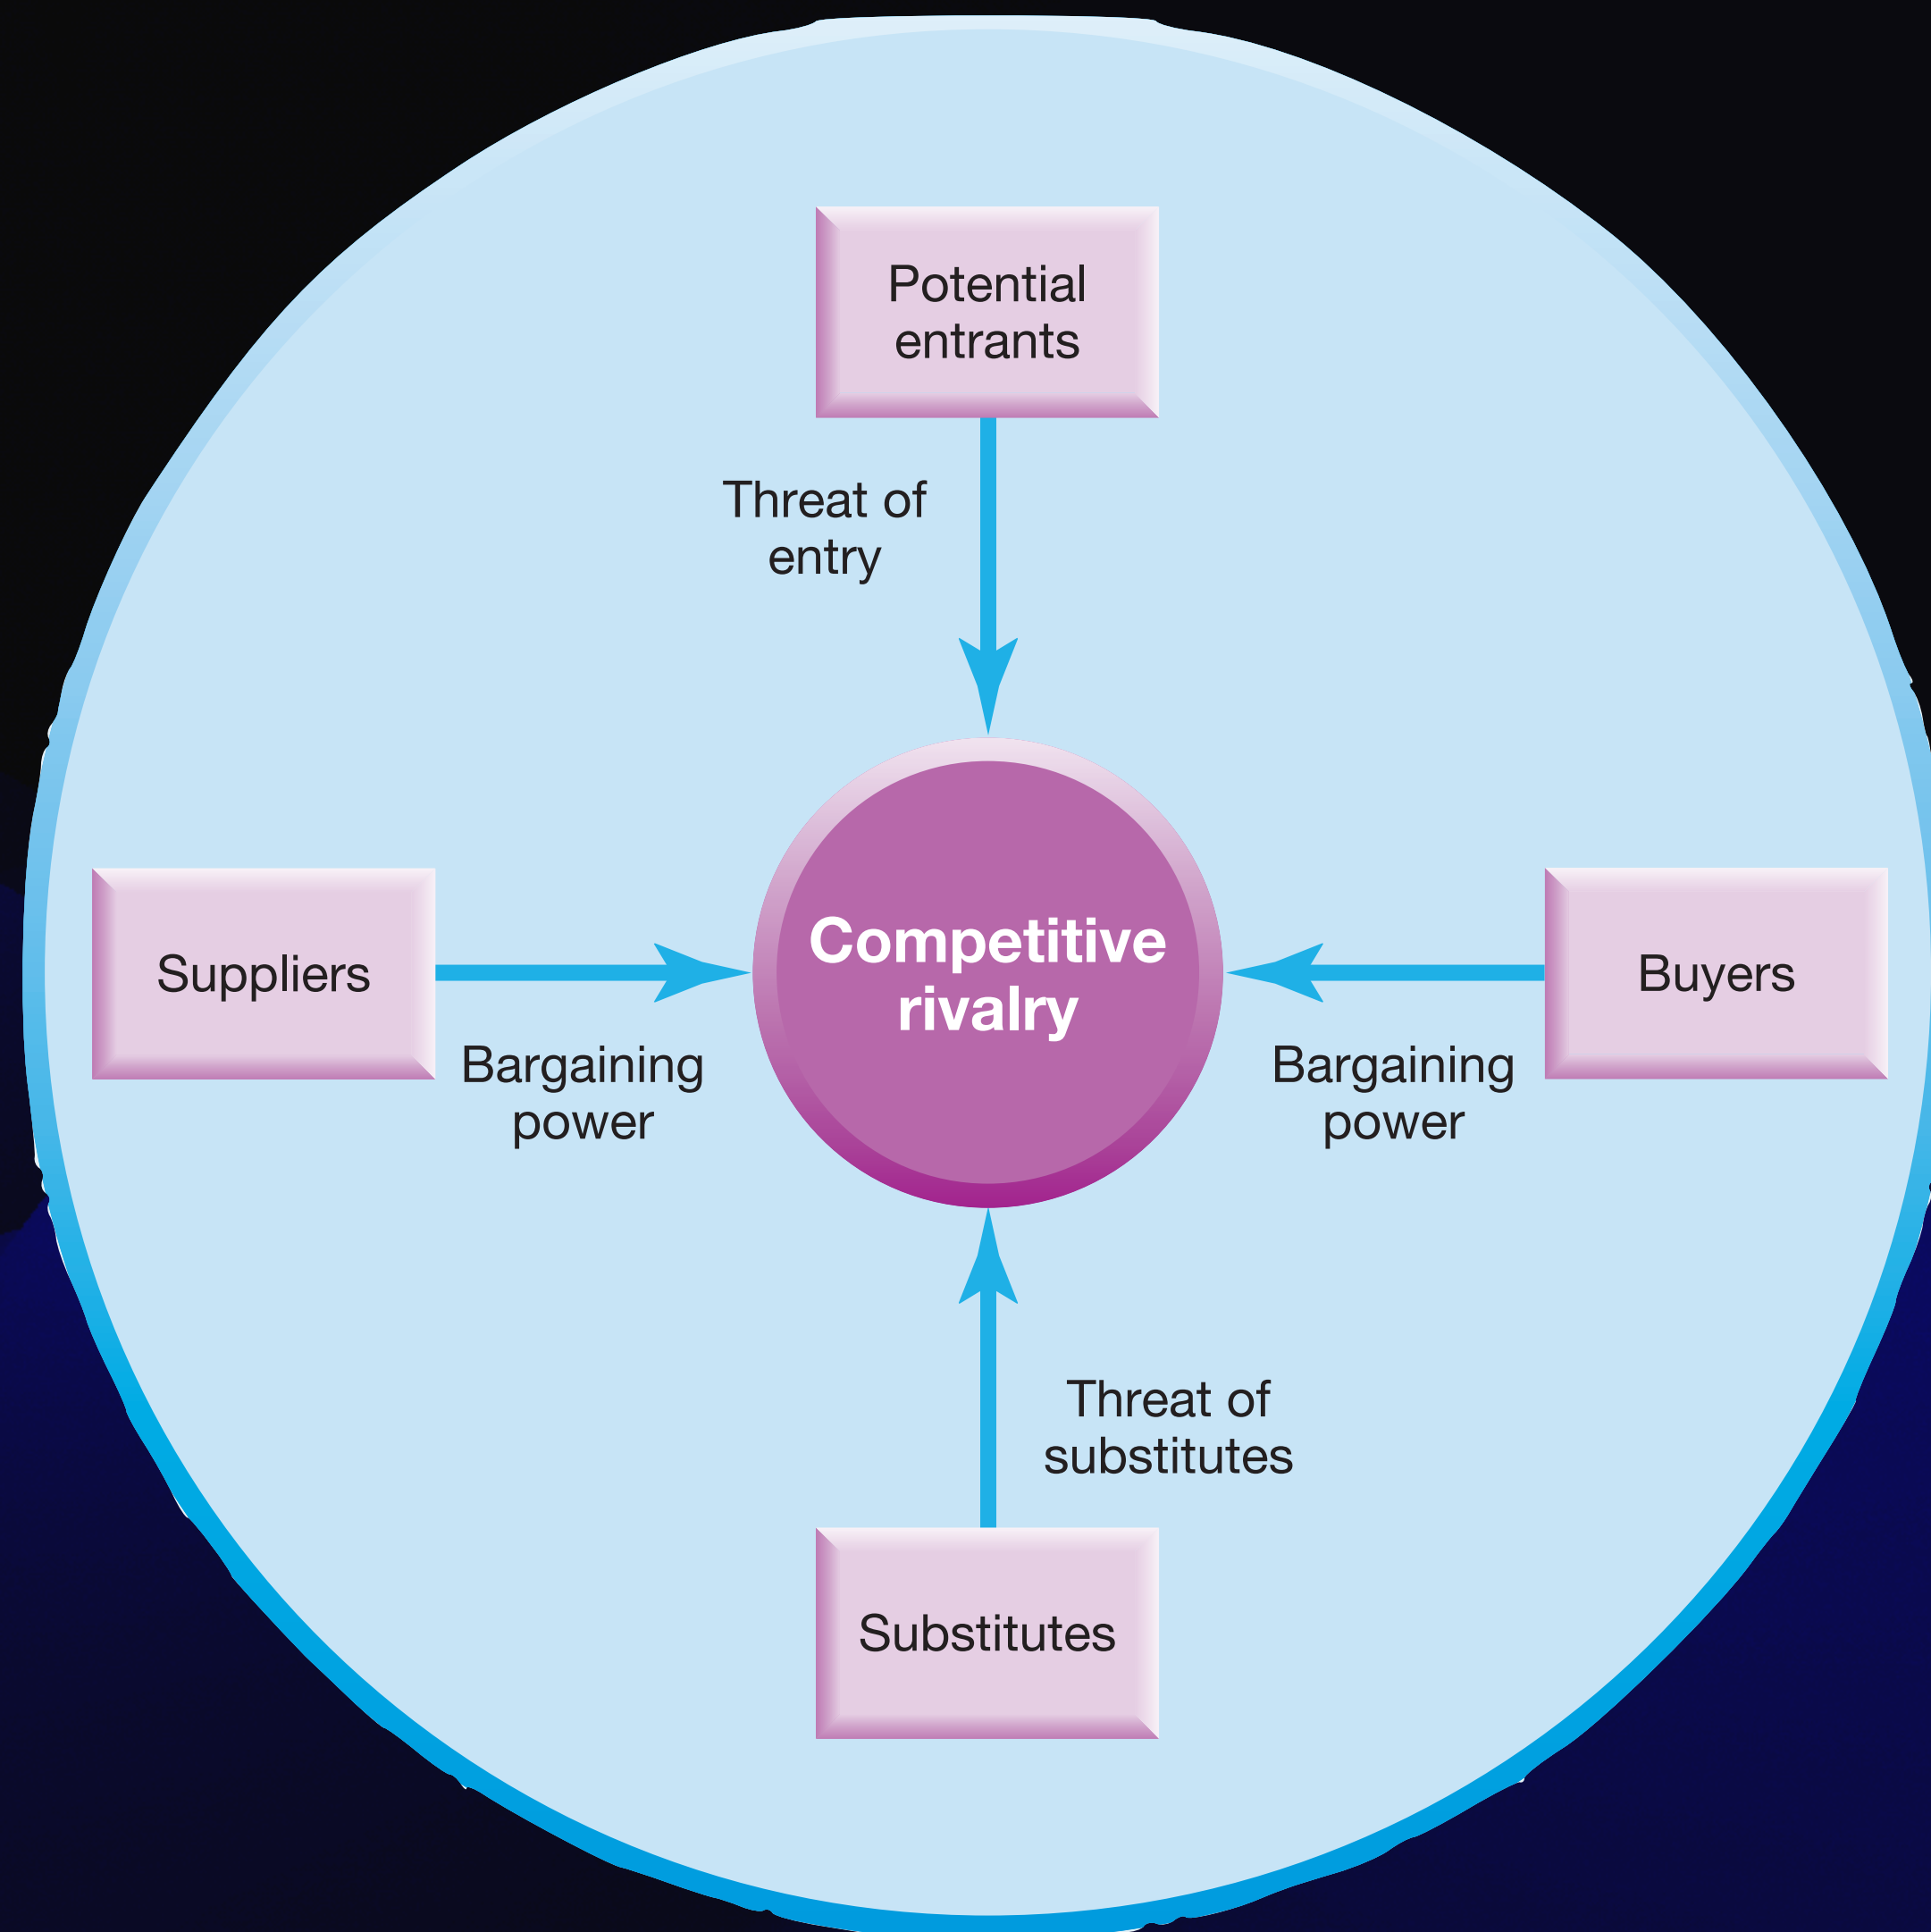 Potential
entrants
Threat of
entry
Suppliers
Competitive
rivalry
Buyers
Bargaining
power
Bargaining
power
Threat of
substitutes
Substitutes